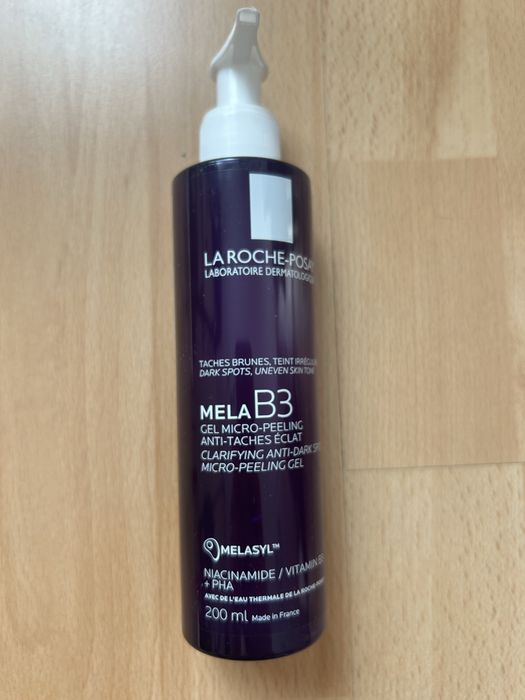 LA ROCHE-POSAY
LABORATOIRE DERMATOLOGIQUE
TACHES BRUNES, TEINT IRRÉGULIER
DARK SPOTS, UNEVEN SKIN TONE
MELA B3
GEL MICRO-PEELING
ANTI-TACHES ÉCLAT
CLARIFYING ANTI-DARK SPOTS
MICRO-PEELING GEL
MELASYL™
NIACINAMIDE / VITAMIN B3
+ PHA
AVEC DE L'EAU THERMALE DE LA ROCHE-POSAY
200 ml Made in France